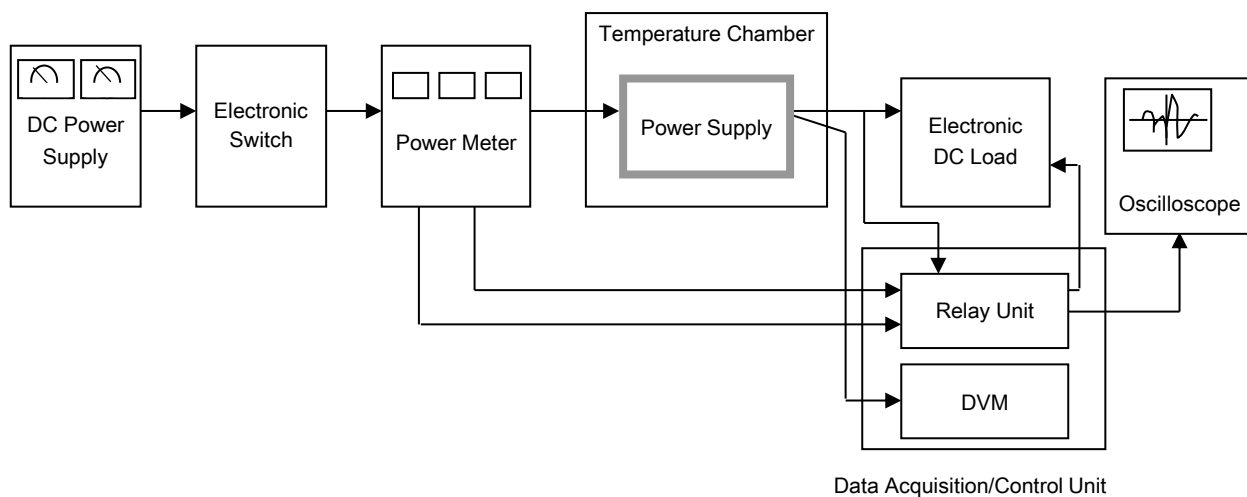 Temperature Chamber
DC Power
Supply
Electronic
Switch
Power Meter
Power Supply
Electronic
DC Load
Oscilloscope
Relay Unit
DVM
Data Acquisition/Control Unit